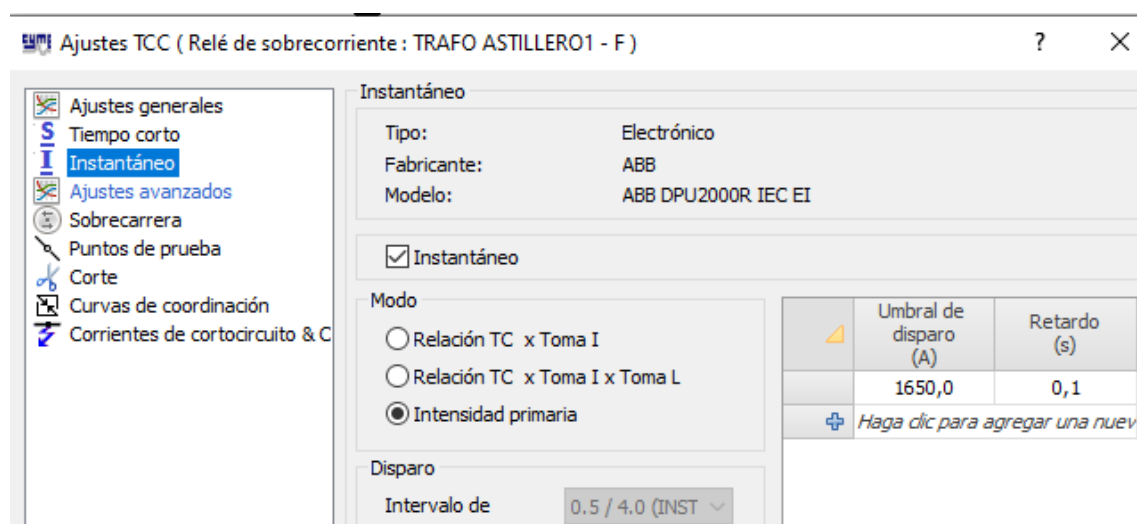 Ajustes TCC ( Relé de sobrecorriente : TRAFO ASTILLERO1 - F )
?
Ajustes generales
Tiempo corto
Instantáneo
Ajustes avanzados
Sobrecarrera
Puntos de prueba
Corte
Curvas de coordinación
Corrientes de cortocircuito & C
Instantáneo
Tipo: Electrónico
Fabricante: ABB
Modelo: ABB DPU2000R IEC EI
Instantáneo
Modo
Relación TC x Toma I
Relación TC x Toma I x Toma L
Intensidad primaria
Umbral de
disparo
(A)
Retardo
(s)
1650,0 0,1
Haga clic para agregar una nuev
Disparo
Intervalo de 0.5 / 4.0 (INST